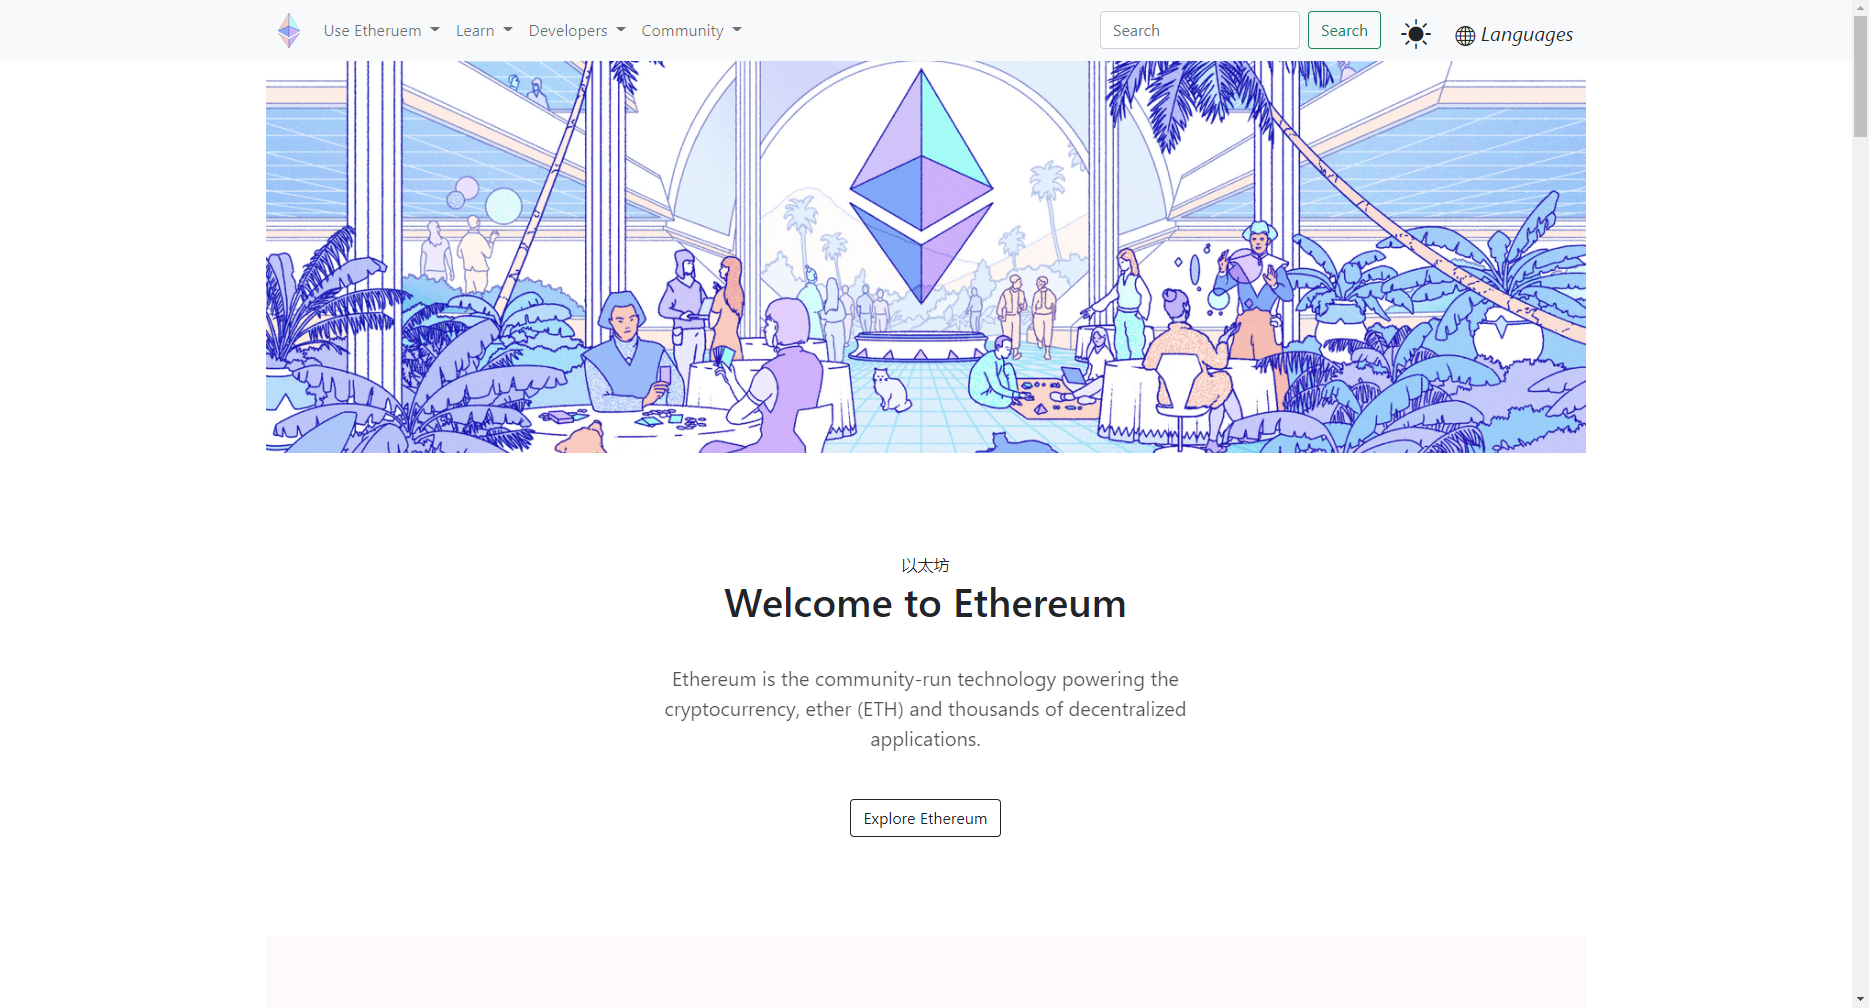 Use Etheruem Learn Developers Community Search Search Languages
以太坊
Welcome to Ethereum
Ethereum is the community-run technology powering the
cryptocurrency, ether (ETH) and thousands of decentralized
applications.
Explore Ethereum